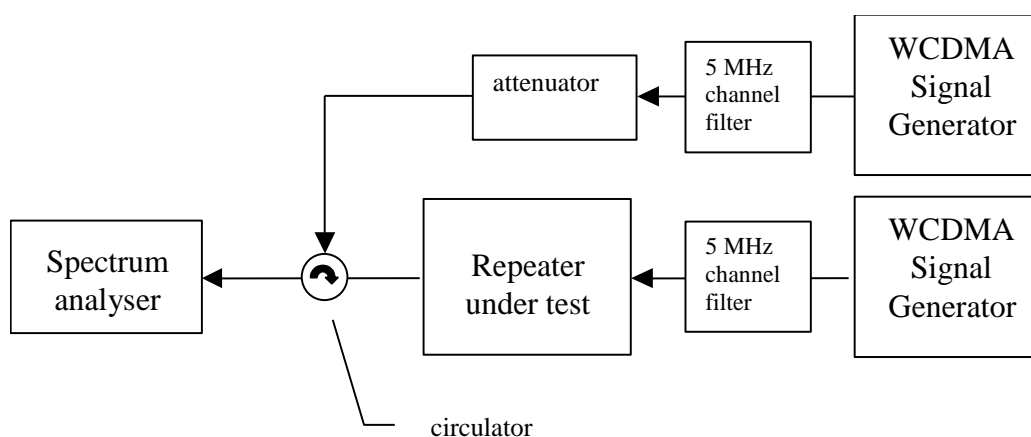 attenuator
5 MHz
channel
filter
WCDMA
Signal
Generator
Spectrum
analyser
Repeater
under test
5 MHz
channel
filter
WCDMA
Signal
Generator
circulator